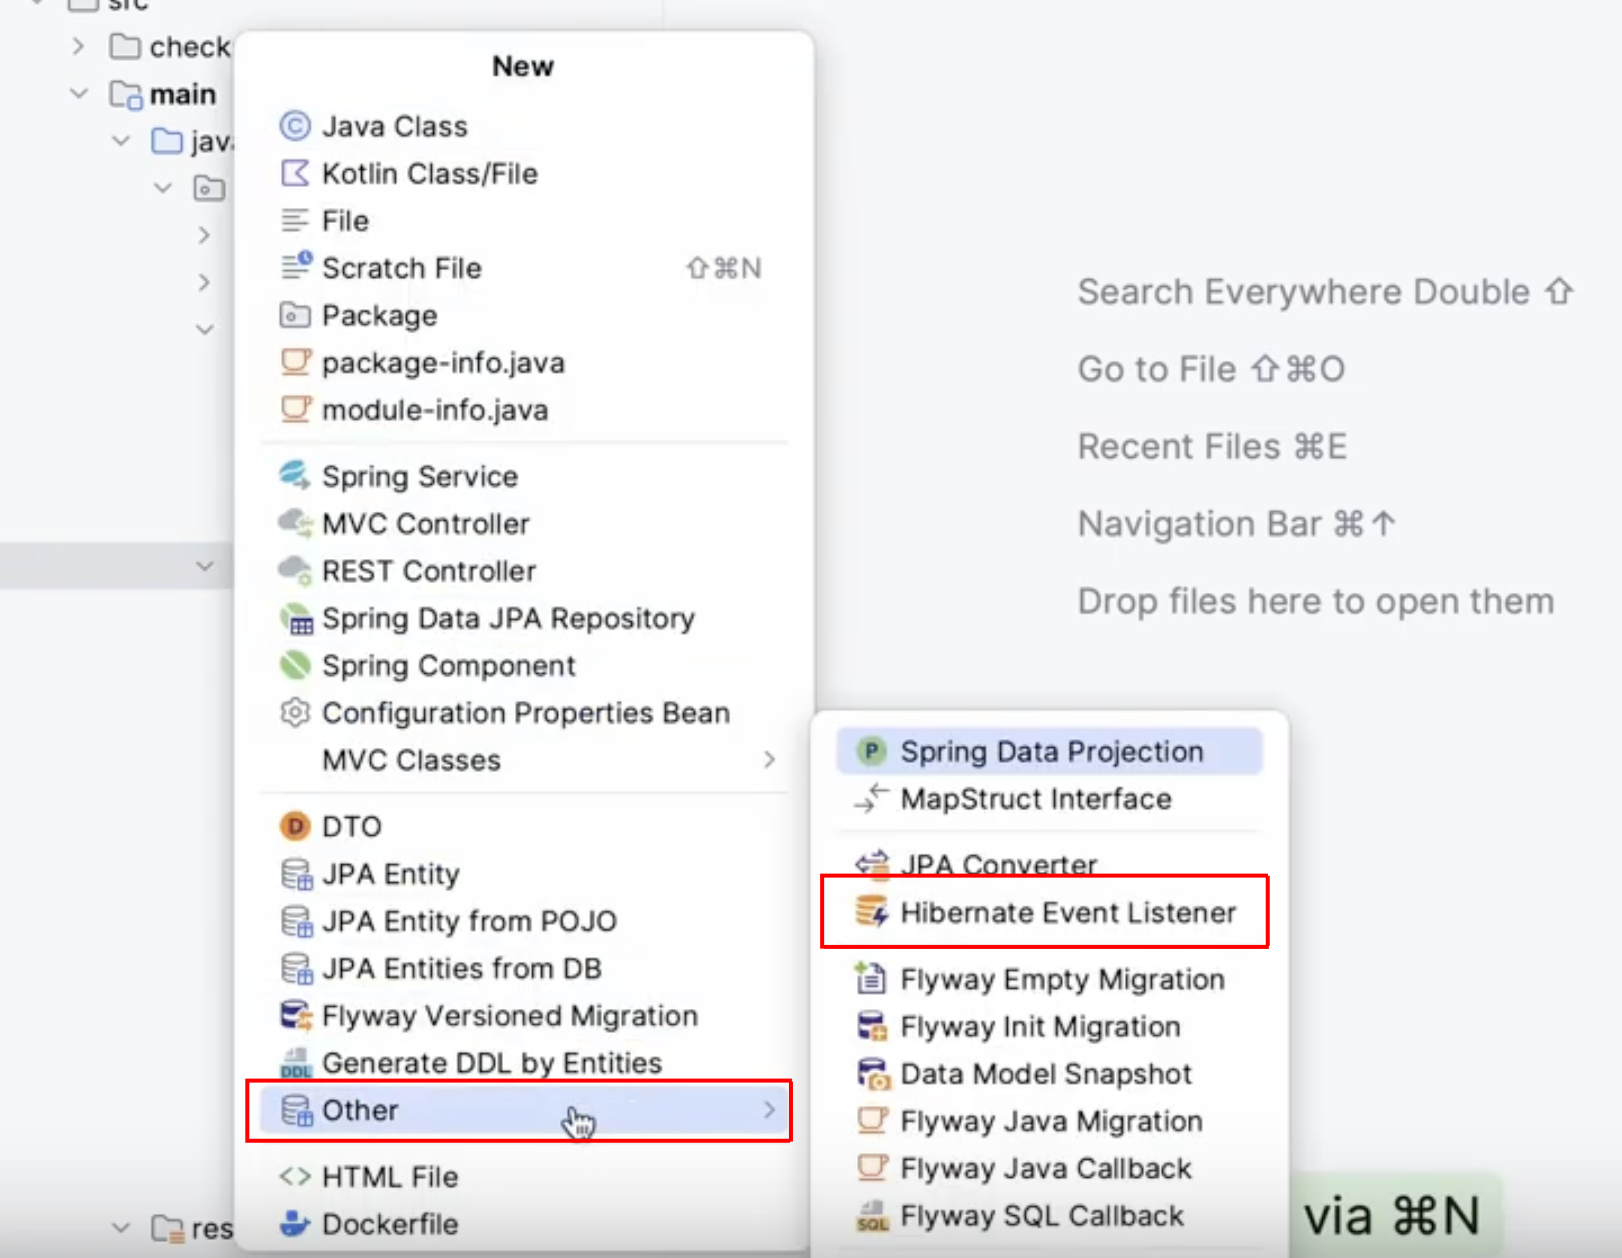 src
check
main
java
res
New
Java Class
Kotlin Class/File
File
Scratch File ⇧⌘N
Package
package-info.java
module-info.java
Spring Service
MVC Controller
REST Controller
Spring Data JPA Repository
Spring Component
Configuration Properties Bean
MVC Classes
D DTO
JPA Entity
JPA Entity from POJO
JPA Entities from DB
Flyway Versioned Migration
DDL Generate DDL by Entities
Other
HTML File
Dockerfile
P Spring Data Projection
MapStruct Interface
JPA Converter
Hibernate Event Listener
Flyway Empty Migration
Flyway Init Migration
Data Model Snapshot
Flyway Java Migration
Flyway Java Callback
SQL Flyway SQL Callback
Search Everywhere Double ⇧
Go to File ⇧⌘O
Recent Files ⌘E
Navigation Bar ⌘↑
Drop files here to open them
via ⌘N